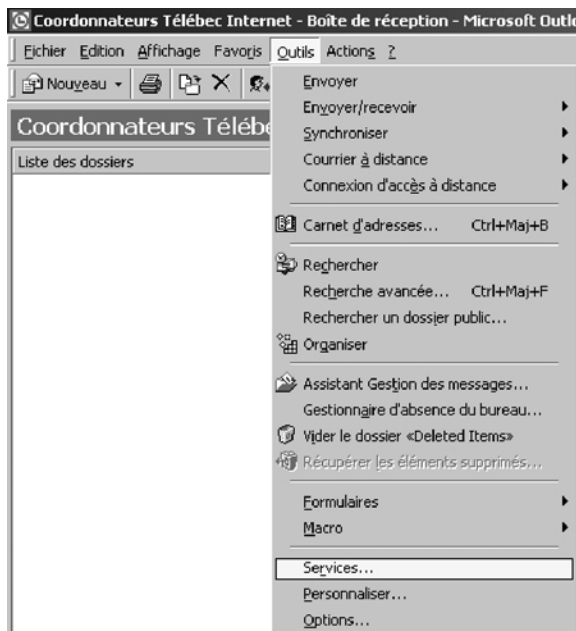 Coordonnateurs Télébec Internet - Boîte de réception - Microsoft Outlo
Fichier Edition Affichage Favoris Outils Actions ?
Nouveau
Coordonnateurs Télébe
Liste des dossiers
Envoyer
Envoyer/recevoir
Synchroniser
Courrier à distance
Connexion d'accès à distance
Carnet d'adresses... Ctrl+Maj+B
Rechercher
Recherche avancée... Ctrl+Maj+F
Rechercher un dossier public...
Organiser
Assistant Gestion des messages...
Gestionnaire d'absence du bureau...
Vider le dossier «Deleted Items»
Récupérer les éléments supprimés...
Formulaires
Macro
Services...
Personnaliser...
Options...